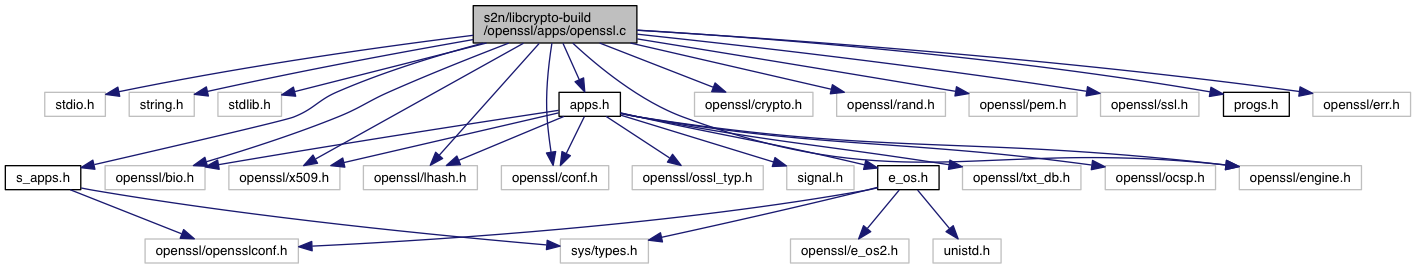 s2n/libcrypto-build
/openssl/apps/openssl.c
stdio.h
string.h
stdlib.h
apps.h
openssl/crypto.h
openssl/rand.h
openssl/pem.h
openssl/ssl.h
progs.h
openssl/err.h
s_apps.h
openssl/bio.h
openssl/x509.h
openssl/lhash.h
openssl/conf.h
openssl/ossl_typ.h
signal.h
e_os.h
openssl/txt_db.h
openssl/ocsp.h
openssl/engine.h
openssl/opensslconf.h
sys/types.h
openssl/e_os2.h
unistd.h